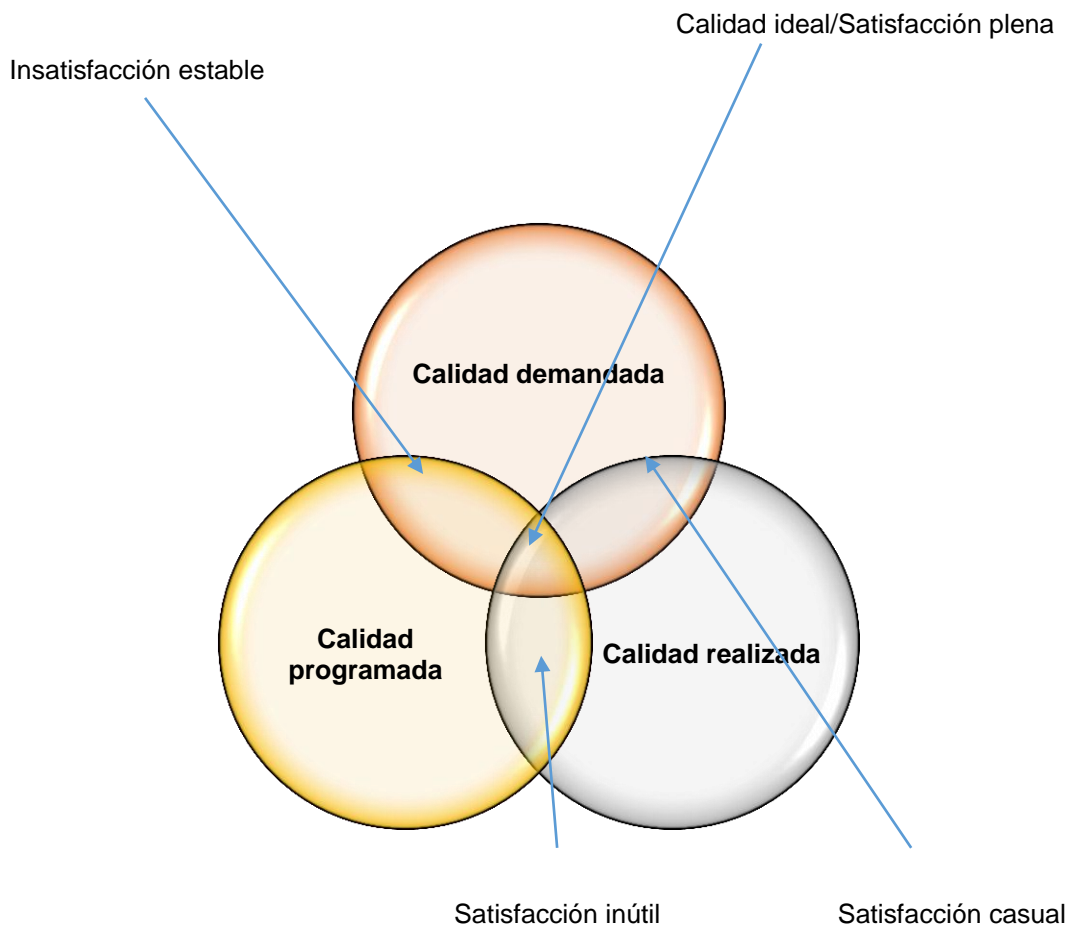 Calidad ideal/Satisfacción plena
Insatisfacción estable
Calidad demandada
Calidad
programada
Calidad realizada
Satisfacción inútil
Satisfacción casual